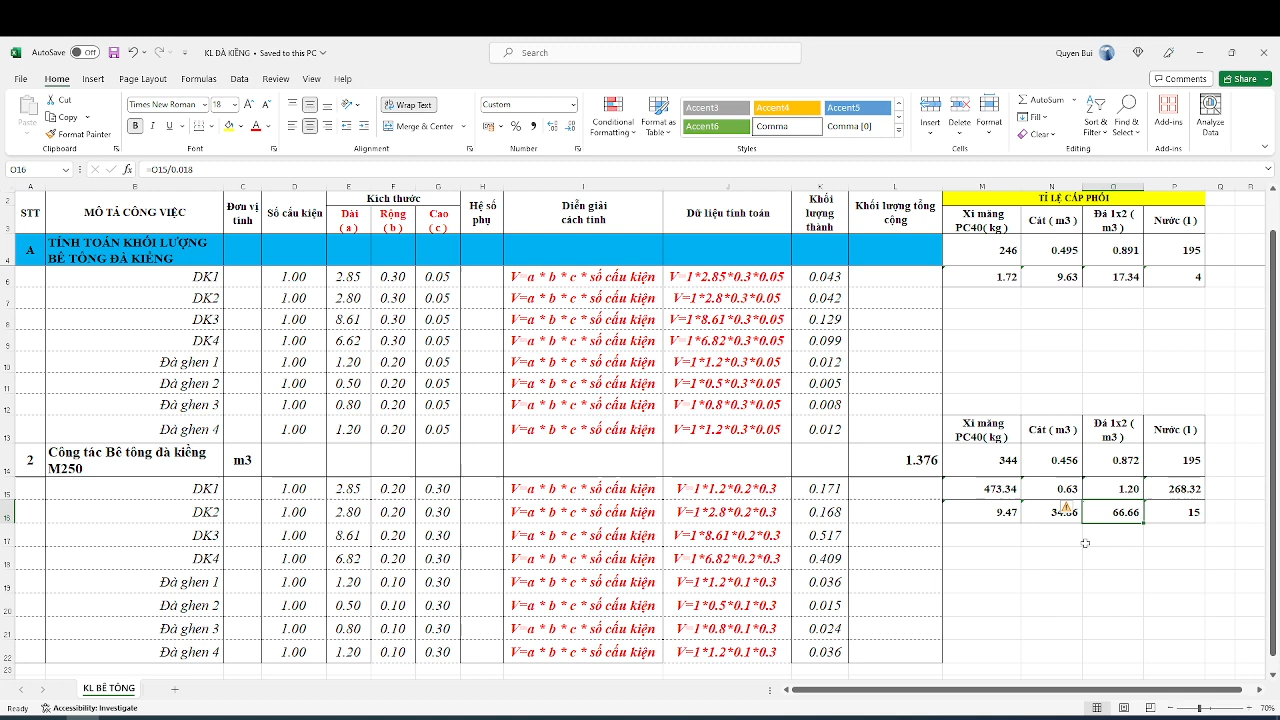 AutoSave Off KL DÀ KIỀNG • Saved to this PC Search Quyen Bui
File Home Insert Page Layout Formulas Data Review View Help Comments Share
Paste Cut Copy Format Painter Clipboard
Times New Roman 18 B I U Font
Wrap Text Merge & Center Alignment
Custom Number
Conditional Formatting Format as Table
Accent3 Accent4 Accent5
Accent6 Comma Comma [0]
Styles
Insert Delete Format Cells
AutoSum Fill Clear Sort & Filter Find & Select Editing
Add-ins Add-ins Analyze Data
O16 fx =O15/0.018
A B C D E F G H I J K L M N O P Q R
2 STT MÔ TẢ CÔNG VIỆC Đơn vị tính Số cấu kiện Kích thước Hệ số phụ Diễn giải cách tính Dữ liệu tính toán Khối lượng thành Khối lượng tổng cộng TỈ LỆ CẤP PHỐI
3 Dài ( a ) Rộng ( b ) Cao ( c ) Xi măng PC40( kg ) Cát ( m3 ) Đá 1x2 ( m3 ) Nước (l )
4 A TÍNH TOÁN KHỐI LƯỢNG BÊ TÔNG ĐÀ KIỀNG 246 0.495 0.891 195
6 DK1 1.00 2.85 0.30 0.05 V=a * b * c * số cấu kiện V=1*2.85*0.3*0.05 0.043 1.72 9.63 17.34 4
7 DK2 1.00 2.80 0.30 0.05 V=a * b * c * số cấu kiện V=1*2.8*0.3*0.05 0.042
8 DK3 1.00 8.61 0.30 0.05 V=a * b * c * số cấu kiện V=1*8.61*0.3*0.05 0.129
9 DK4 1.00 6.62 0.30 0.05 V=a * b * c * số cấu kiện V=1*6.82*0.3*0.05 0.099
10 Đà ghen 1 1.00 1.20 0.20 0.05 V=a * b * c * số cấu kiện V=1*1.2*0.3*0.05 0.012
11 Đà ghen 2 1.00 0.50 0.20 0.05 V=a * b * c * số cấu kiện V=1*0.5*0.3*0.05 0.005
12 Đà ghen 3 1.00 0.80 0.20 0.05 V=a * b * c * số cấu kiện V=1*0.8*0.3*0.05 0.008
13 Đà ghen 4 1.00 1.20 0.20 0.05 V=a * b * c * số cấu kiện V=1*1.2*0.3*0.05 0.012 Xi măng PC40( kg ) Cát ( m3 ) Đá 1x2 ( m3 ) Nước (l )
14 2 Công tác Bê tông đà kiềng M250 m3 1.376 344 0.456 0.872 195
15 DK1 1.00 2.85 0.20 0.30 V=a * b * c * số cấu kiện V=1*1.2*0.2*0.3 0.171 473.34 0.63 1.20 268.32
16 DK2 1.00 2.80 0.20 0.30 V=a * b * c * số cấu kiện V=1*2.8*0.2*0.3 0.168 9.47 66.66 15
17 DK3 1.00 8.61 0.20 0.30 V=a * b * c * số cấu kiện V=1*8.61*0.2*0.3 0.517
18 DK4 1.00 6.82 0.20 0.30 V=a * b * c * số cấu kiện V=1*6.82*0.2*0.3 0.409
19 Đà ghen 1 1.00 1.20 0.10 0.30 V=a * b * c * số cấu kiện V=1*1.2*0.1*0.3 0.036
20 Đà ghen 2 1.00 0.50 0.10 0.30 V=a * b * c * số cấu kiện V=1*0.5*0.1*0.3 0.015
21 Đà ghen 3 1.00 0.80 0.10 0.30 V=a * b * c * số cấu kiện V=1*0.8*0.1*0.3 0.024
22 Đà ghen 4 1.00 1.20 0.10 0.30 V=a * b * c * số cấu kiện V=1*1.2*0.1*0.3 0.036
23
KL BÊ TÔNG
Ready Accessibility: Investigate 70%